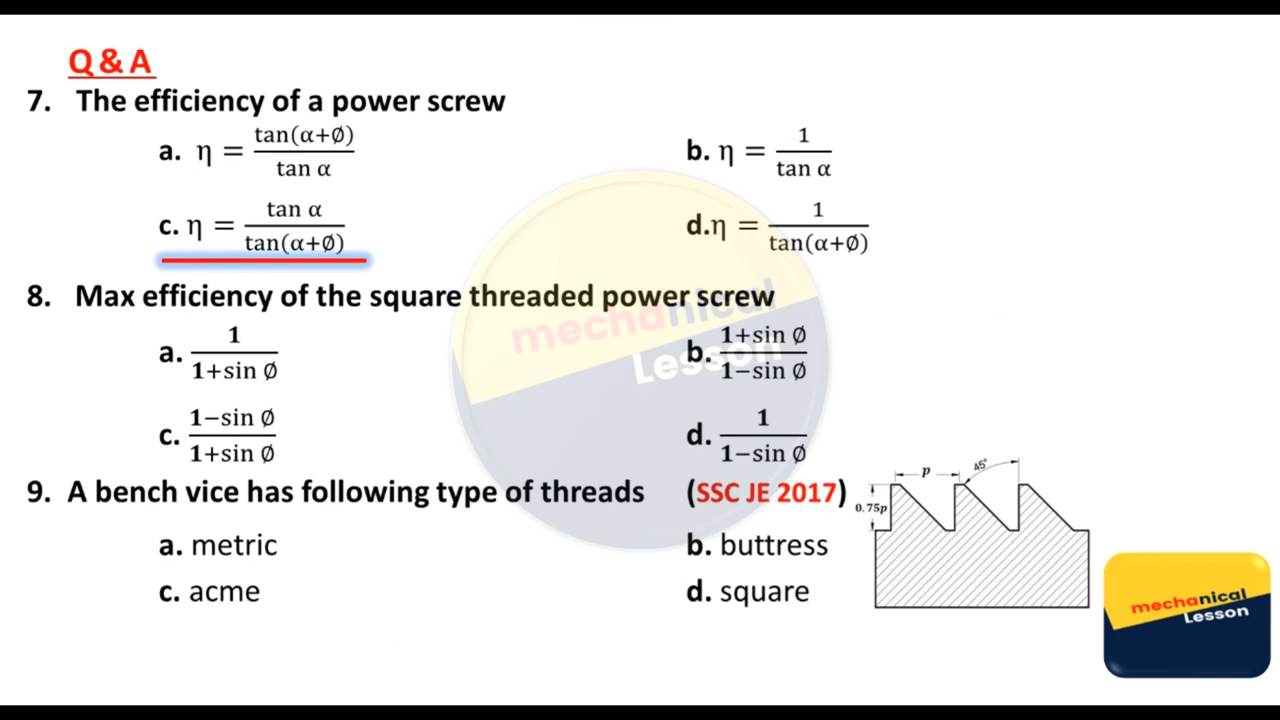 Q & A
7. The efficiency of a power screw
a. η = tan(α+∅) / tan α
b. η = 1 / tan α
c. η = tan α / tan(α+∅)
d.η = 1 / tan(α+∅)
8. Max efficiency of the square threaded power screw
a. 1 / 1+sin ∅
b. 1+sin ∅ / 1−sin ∅
c. 1−sin ∅ / 1+sin ∅
d. 1 / 1−sin ∅
9. A bench vice has following type of threads (SSC JE 2017)
a. metric
b. buttress
c. acme
d. square
p
45°
0.75p
mechanical
Lesson
mechanical
Lesson